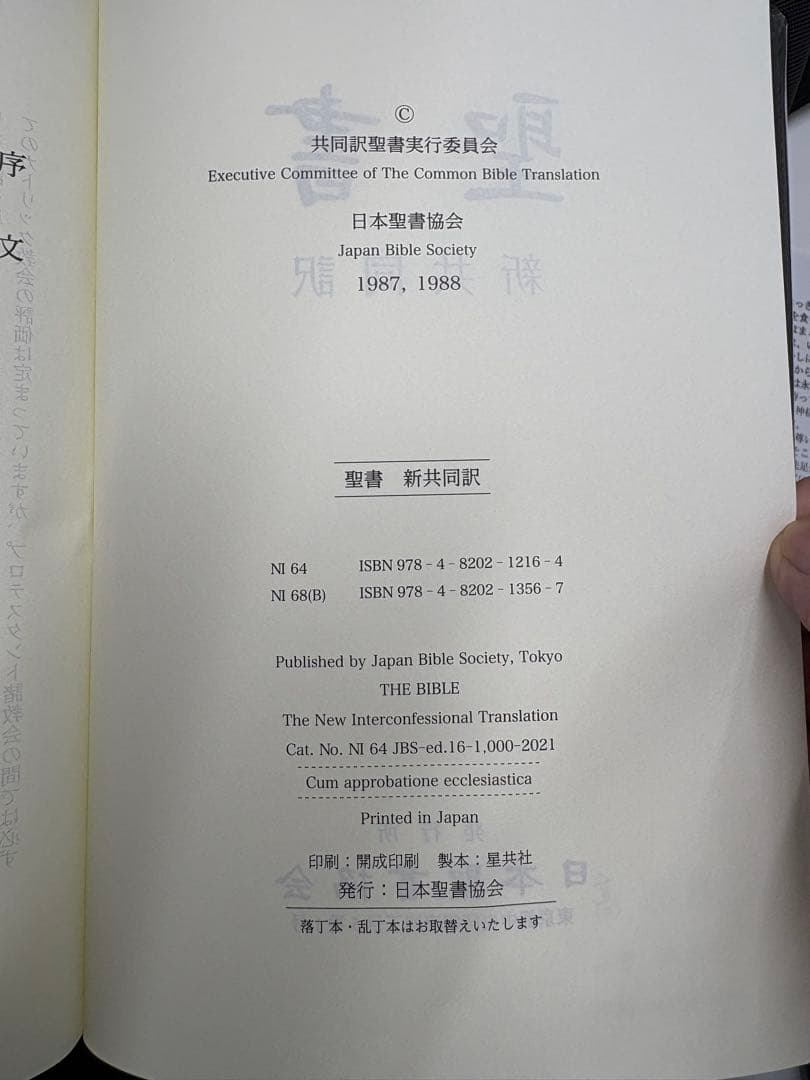 ©
共同訳聖書実行委員会
Executive Committee of The Common Bible Translation
日本聖書協会
Japan Bible Society
1987, 1988
聖書 新共同訳
NI 64 ISBN 978-4-8202-1216-4
NI 68(B) ISBN 978-4-8202-1356-7
Published by Japan Bible Society, Tokyo
THE BIBLE
The New Interconfessional Translation
Cat. No. NI 64 JBS-ed.16-1,000-2021
Cum approbatione ecclesiastica
Printed in Japan
印刷：開成印刷 製本：星共社
発行：日本聖書協会
落丁本・乱丁本はお取替えいたします
序文